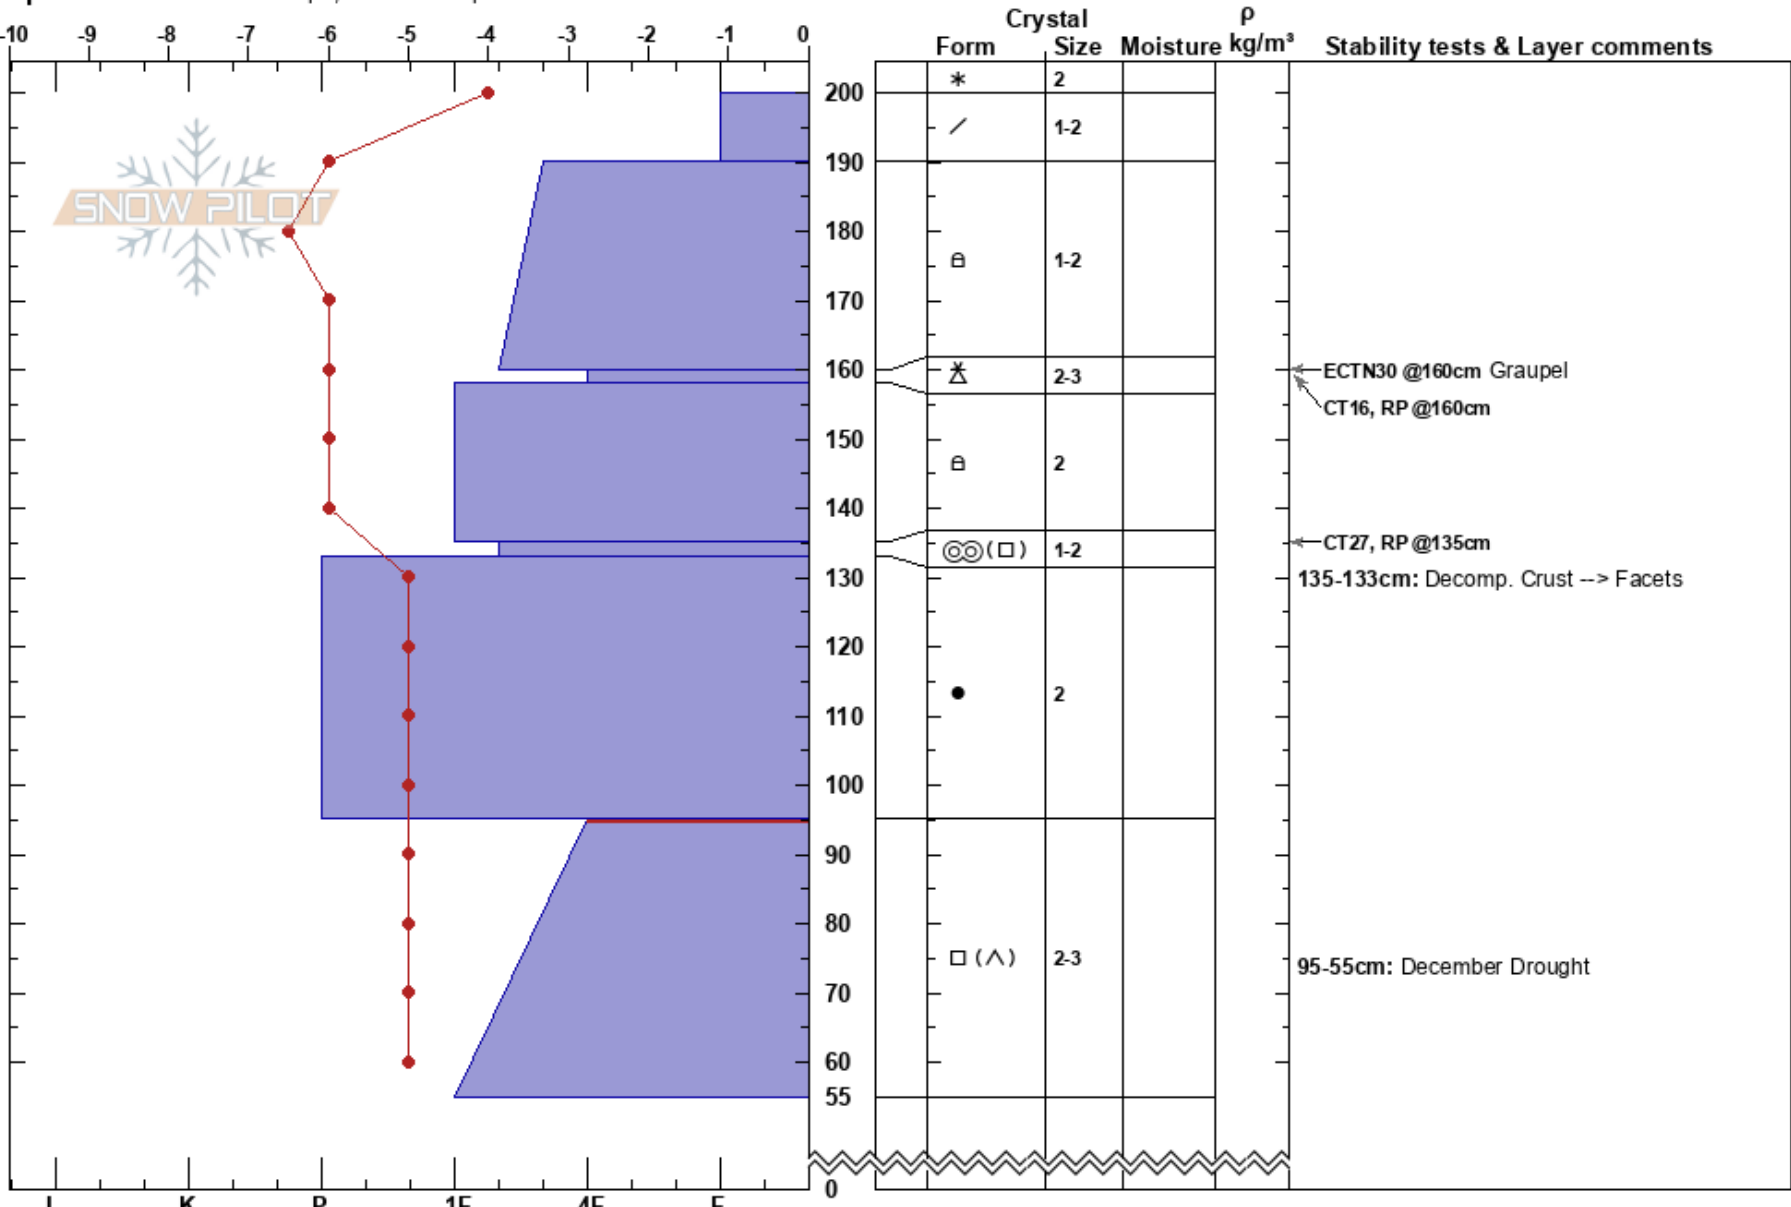 Crystal ρ
-10 -9 -8 -7 -6 -5 -4 -3 -2 -1 0 Form Size Moisture kg/m³ Stability tests & Layer comments
2
200
1-2
190
SNOW PILOT
180
1-2
170
160 2-3 ECTN30 @160cm Graupel
CT16, RP @160cm
150
2
140
CT27, RP @135cm
1-2
130 135-133cm: Decomp. Crust --> Facets
120
2
110
100
90
80
2-3 95-55cm: December Drought
70
60
55
0
I K P 1F 4F F